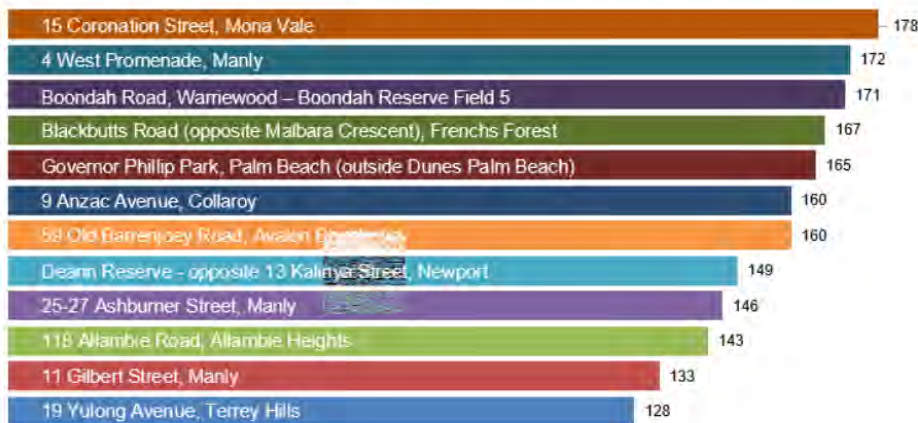 15 Coronation Street, Mona Vale 178
4 West Promenade, Manly 172
Boondah Road, Warriewood – Boondah Reserve Field 5 171
Blackbutts Road (opposite Malbara Crescent), Frenchs Forest 167
Governor Phillip Park, Palm Beach (outside Dunes Palm Beach) 165
9 Anzac Avenue, Collaroy 160
59 Old Barrenjoey Road, Avalon 160
Deann Reserve - opposite 13 Kalinya Street, Newport 149
25-27 Ashburner Street, Manly 146
118 Allambie Road, Allambie Heights 143
11 Gilbert Street, Manly 133
19 Yulong Avenue, Terrey Hills 128